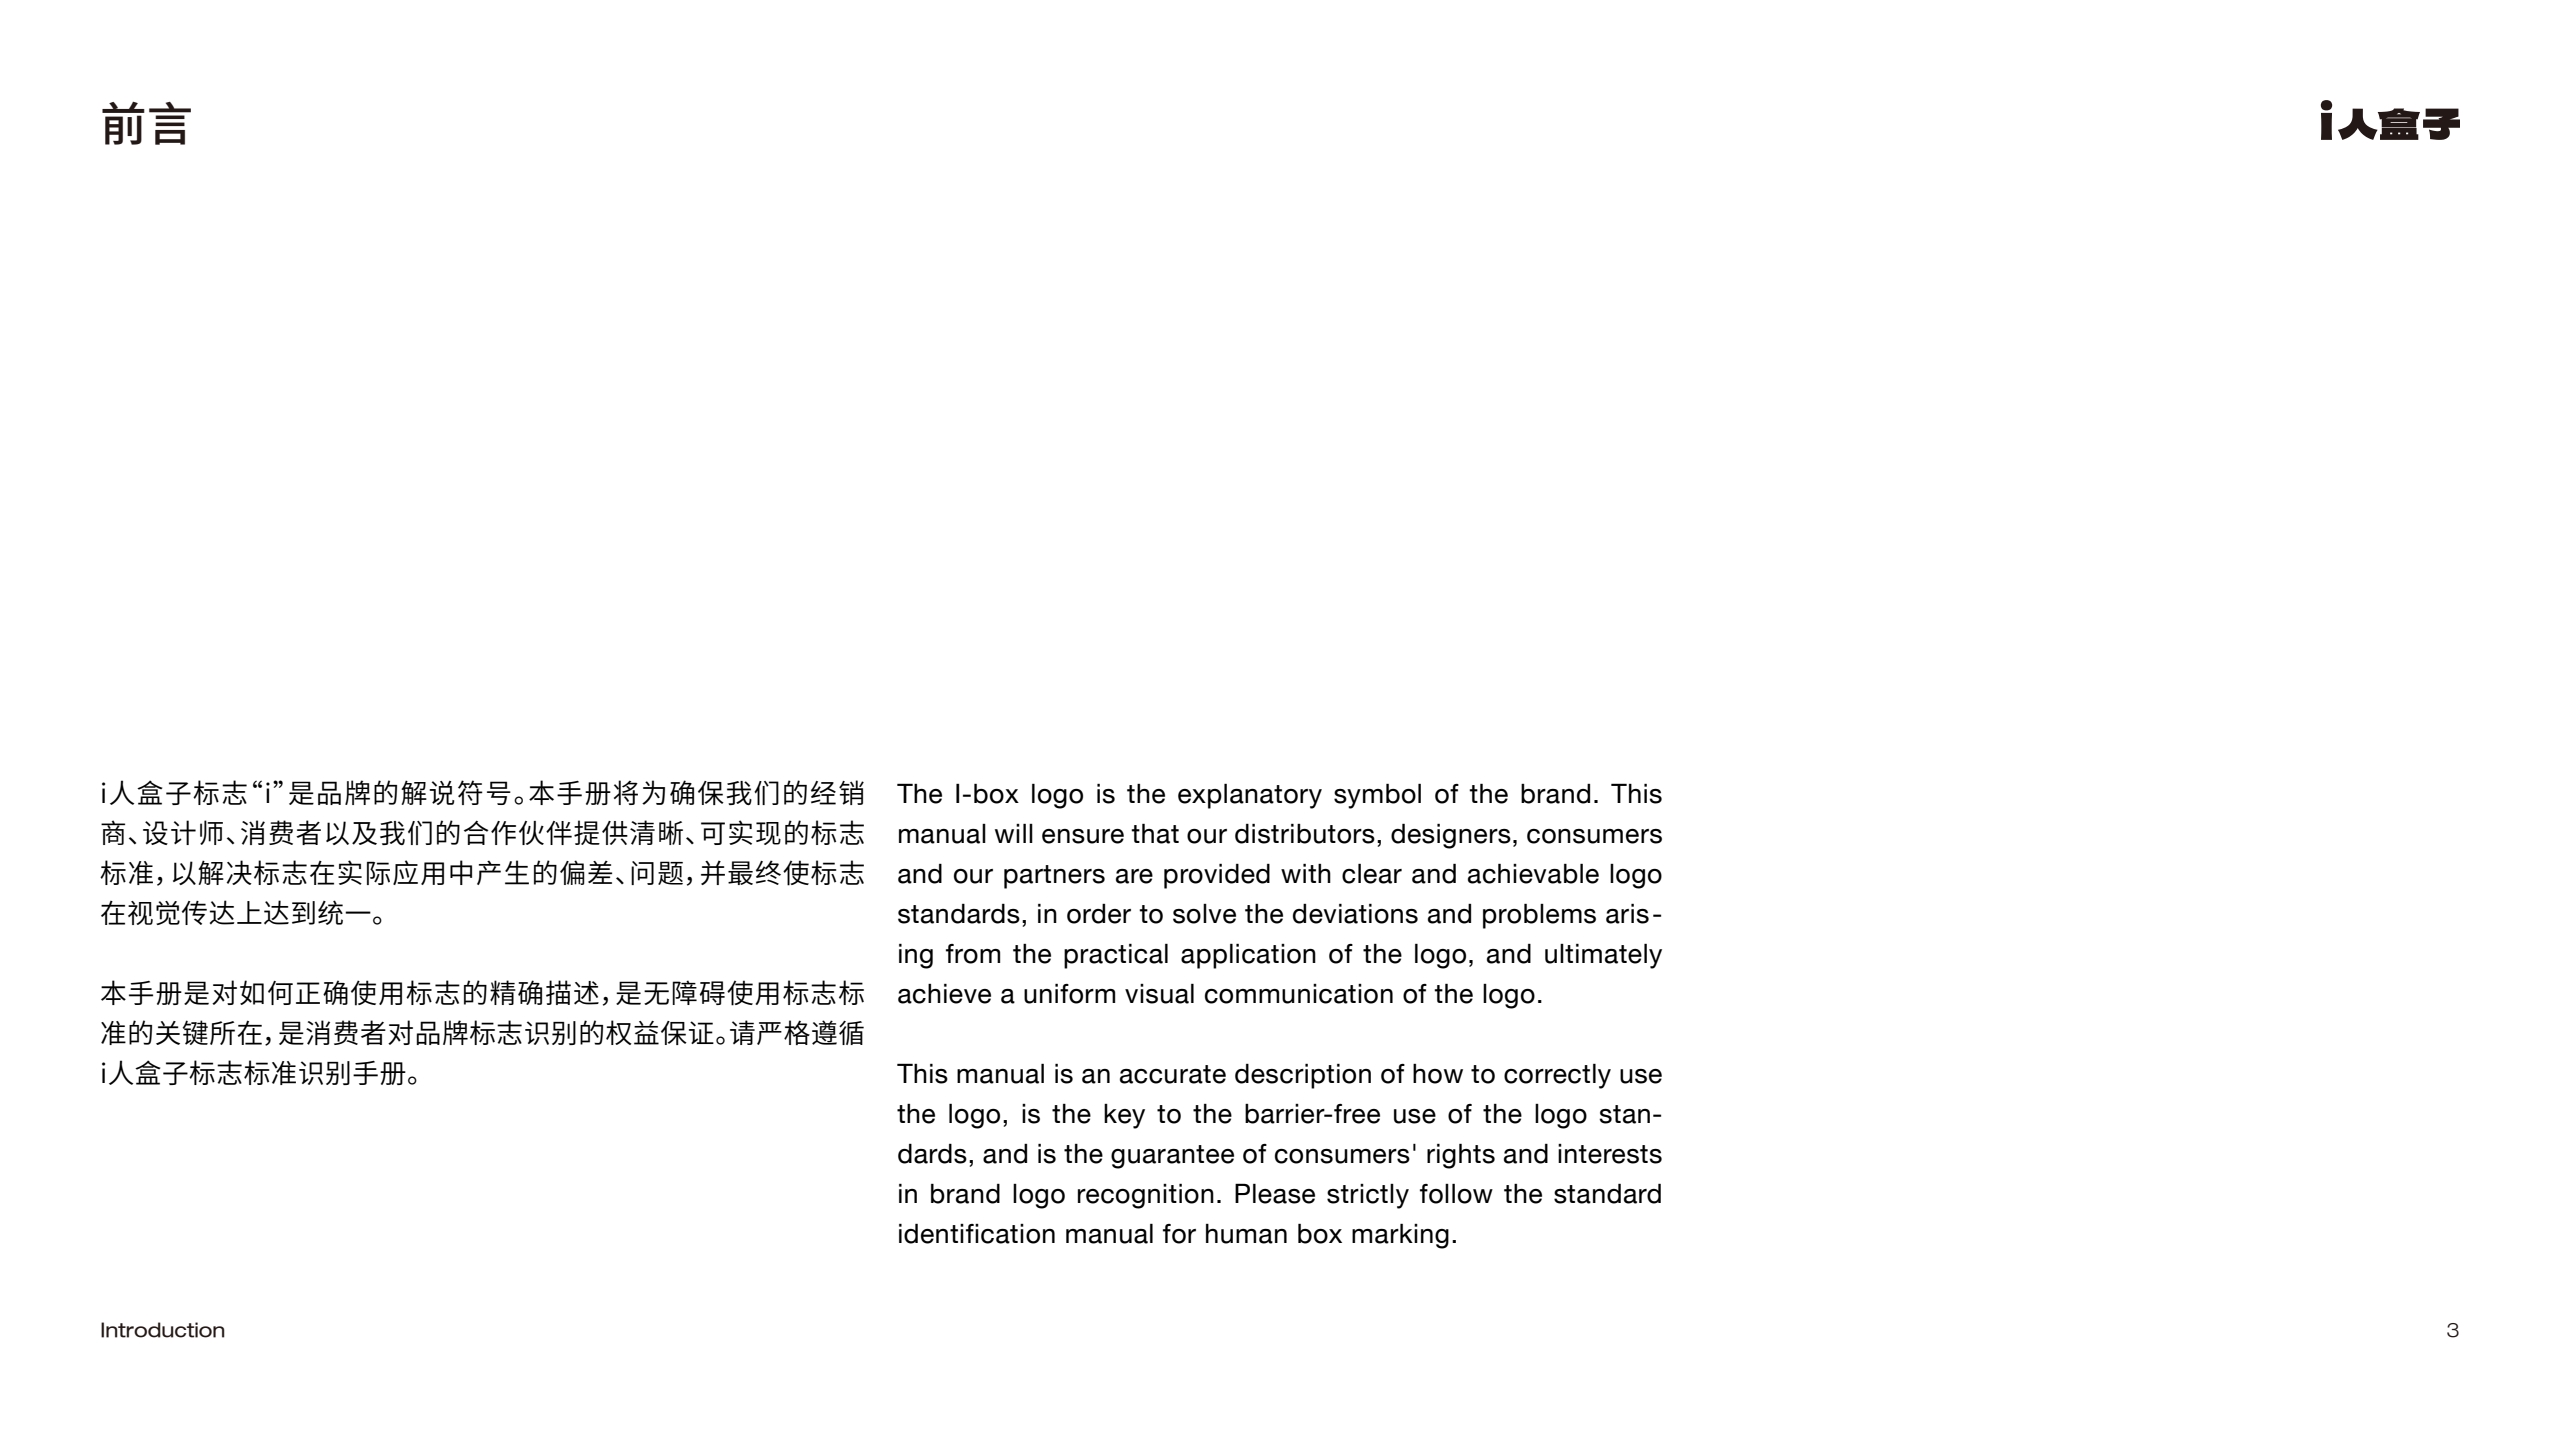 前言
i人盒子
i人盒子标志“i”是品牌的解说符号。本手册将为确保我们的经销
商、设计师、消费者以及我们的合作伙伴提供清晰、可实现的标志
标准，以解决标志在实际应用中产生的偏差、问题，并最终使标志
在视觉传达上达到统一。
本手册是对如何正确使用标志的精确描述，是无障碍使用标志标
准的关键所在，是消费者对品牌标志识别的权益保证。请严格遵循
i人盒子标志标准识别手册。
The I-box logo is the explanatory symbol of the brand. This
manual will ensure that our distributors, designers, consumers
and our partners are provided with clear and achievable logo
standards, in order to solve the deviations and problems aris-
ing from the practical application of the logo, and ultimately
achieve a uniform visual communication of the logo.
This manual is an accurate description of how to correctly use
the logo, is the key to the barrier-free use of the logo stan-
dards, and is the guarantee of consumers' rights and interests
in brand logo recognition. Please strictly follow the standard
identification manual for human box marking.
Introduction
3